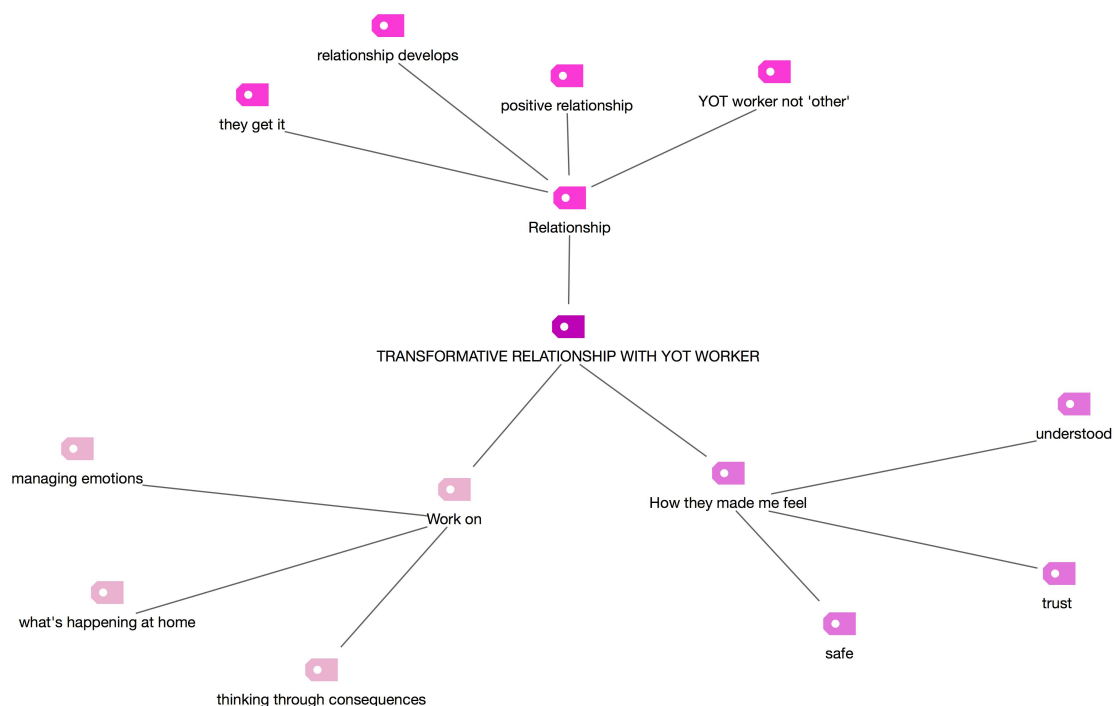 relationship develops
positive relationship
YOT worker not 'other'
they get it
Relationship
TRANSFORMATIVE RELATIONSHIP WITH YOT WORKER
understood
managing emotions
How they made me feel
Work on
trust
what's happening at home
safe
thinking through consequences